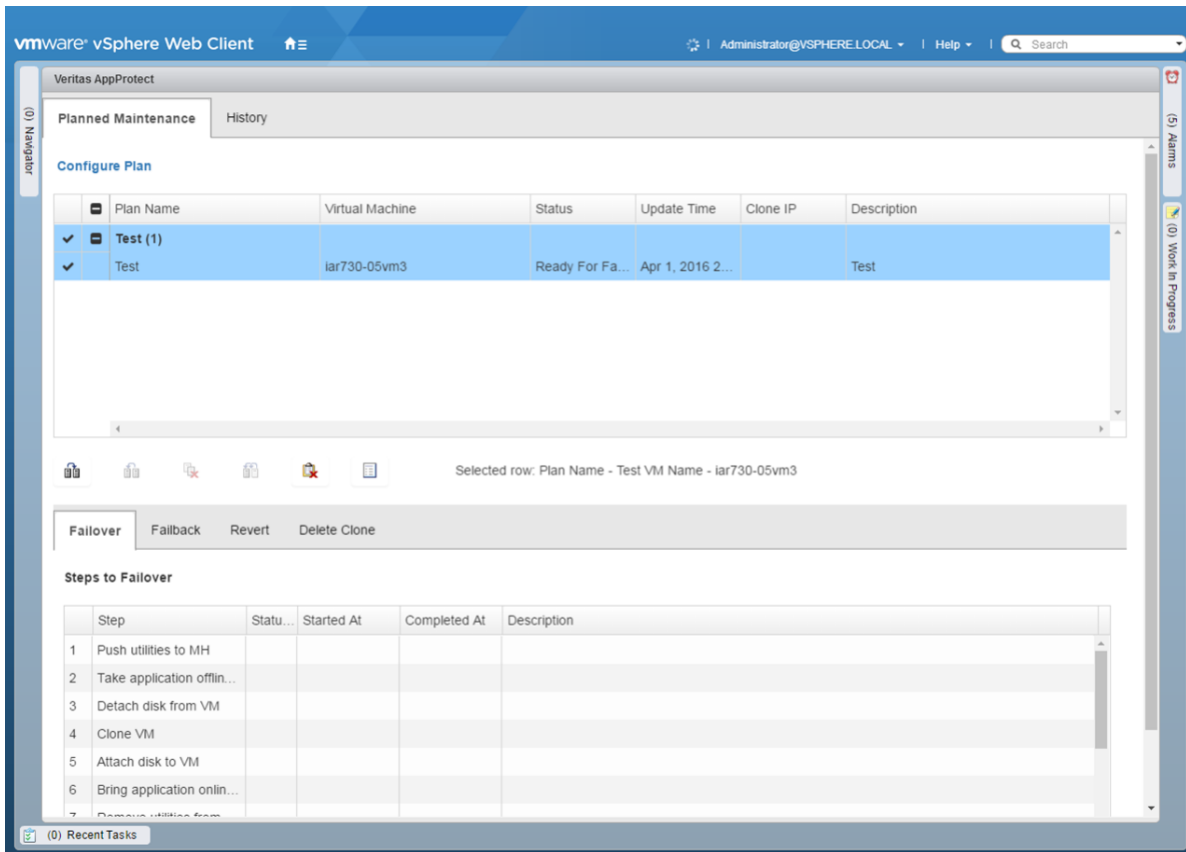 vmware® vSphere Web Client
Administrator@VSPHERE.LOCAL
Help
Search
(0) Navigator
Veritas AppProtect
Planned Maintenance
History
Configure Plan
Plan Name Virtual Machine Status Update Time Clone IP Description
Test (1)
Test iar730-05vm3 Ready For Fa... Apr 1, 2016 2... Test
Selected row: Plan Name - Test VM Name - iar730-05vm3
Failover Failback Revert Delete Clone
Steps to Failover
Step Statu... Started At Completed At Description
1 Push utilities to MH
2 Take application offlin...
3 Detach disk from VM
4 Clone VM
5 Attach disk to VM
6 Bring application onlin...
7 Remove utilities from
(5) Alarms
(0) Work In Progress
(0) Recent Tasks